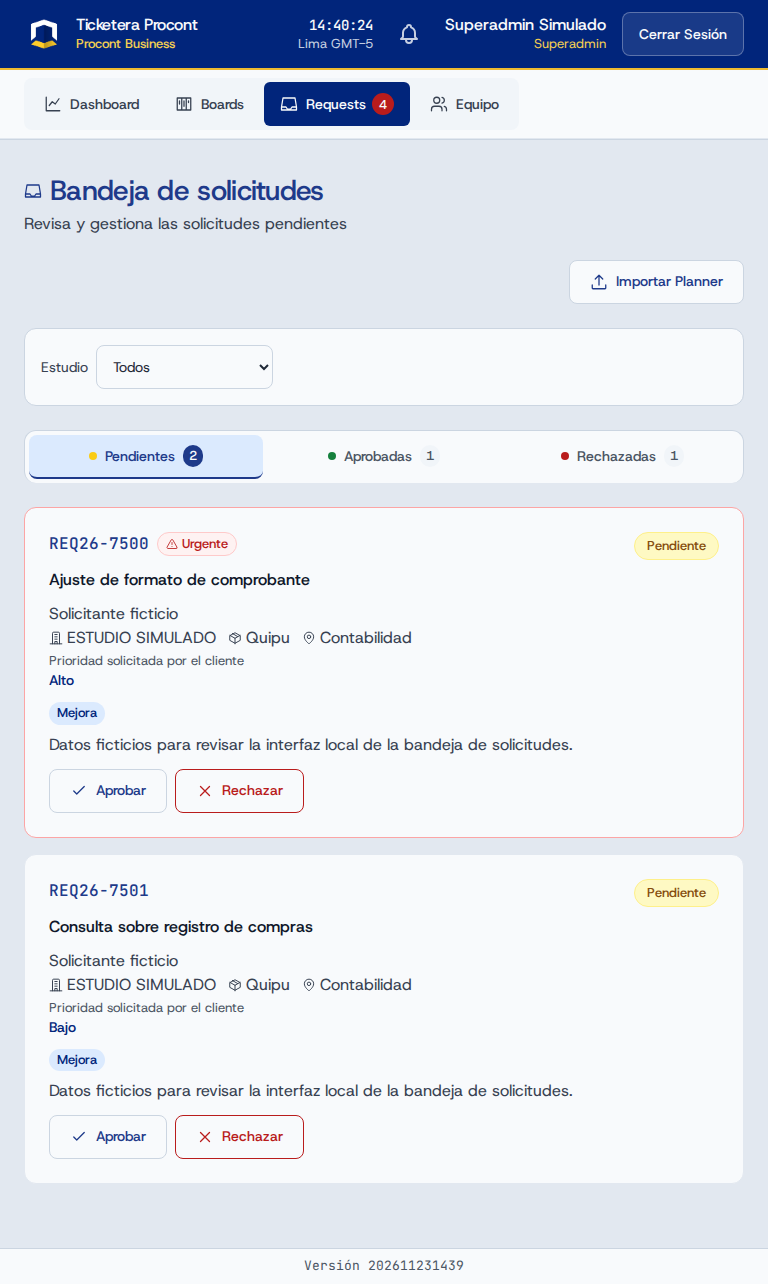 Ticketera Procont
Procont Business
14:40:24
Lima GMT-5
Superadmin Simulado
Superadmin
Cerrar Sesión
Dashboard
Boards
Requests 4
Equipo
Bandeja de solicitudes
Revisa y gestiona las solicitudes pendientes
Importar Planner
Estudio Todos
Pendientes 2
Aprobadas 1
Rechazadas 1
REQ26-7500 Urgente Pendiente
Ajuste de formato de comprobante
Solicitante ficticio
ESTUDIO SIMULADO Quipu Contabilidad
Prioridad solicitada por el cliente
Alto
Mejora
Datos ficticios para revisar la interfaz local de la bandeja de solicitudes.
Aprobar Rechazar
REQ26-7501 Pendiente
Consulta sobre registro de compras
Solicitante ficticio
ESTUDIO SIMULADO Quipu Contabilidad
Prioridad solicitada por el cliente
Bajo
Mejora
Datos ficticios para revisar la interfaz local de la bandeja de solicitudes.
Aprobar Rechazar
Versión 202611231439